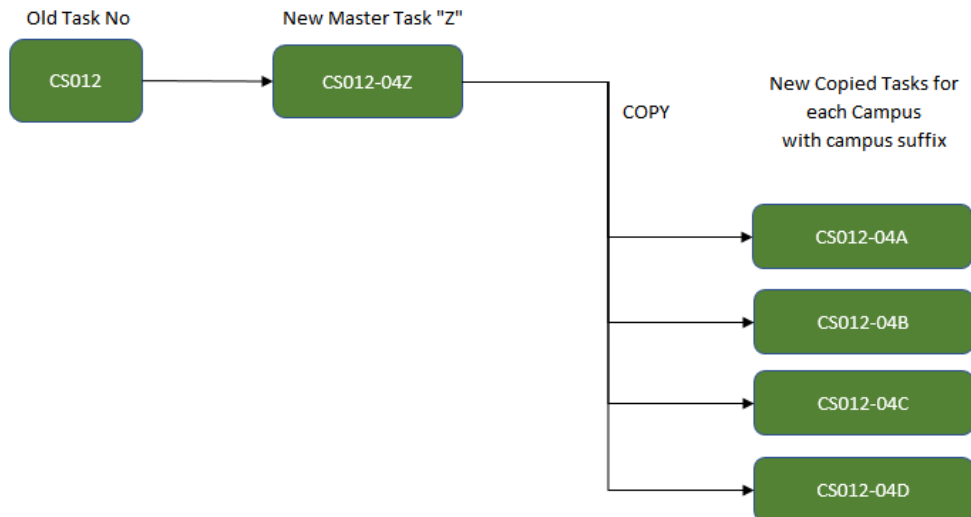 Old Task No
New Master Task "Z"
CS012
CS012-04Z
COPY
New Copied Tasks for
each Campus
with campus suffix
CS012-04A
CS012-04B
CS012-04C
CS012-04D